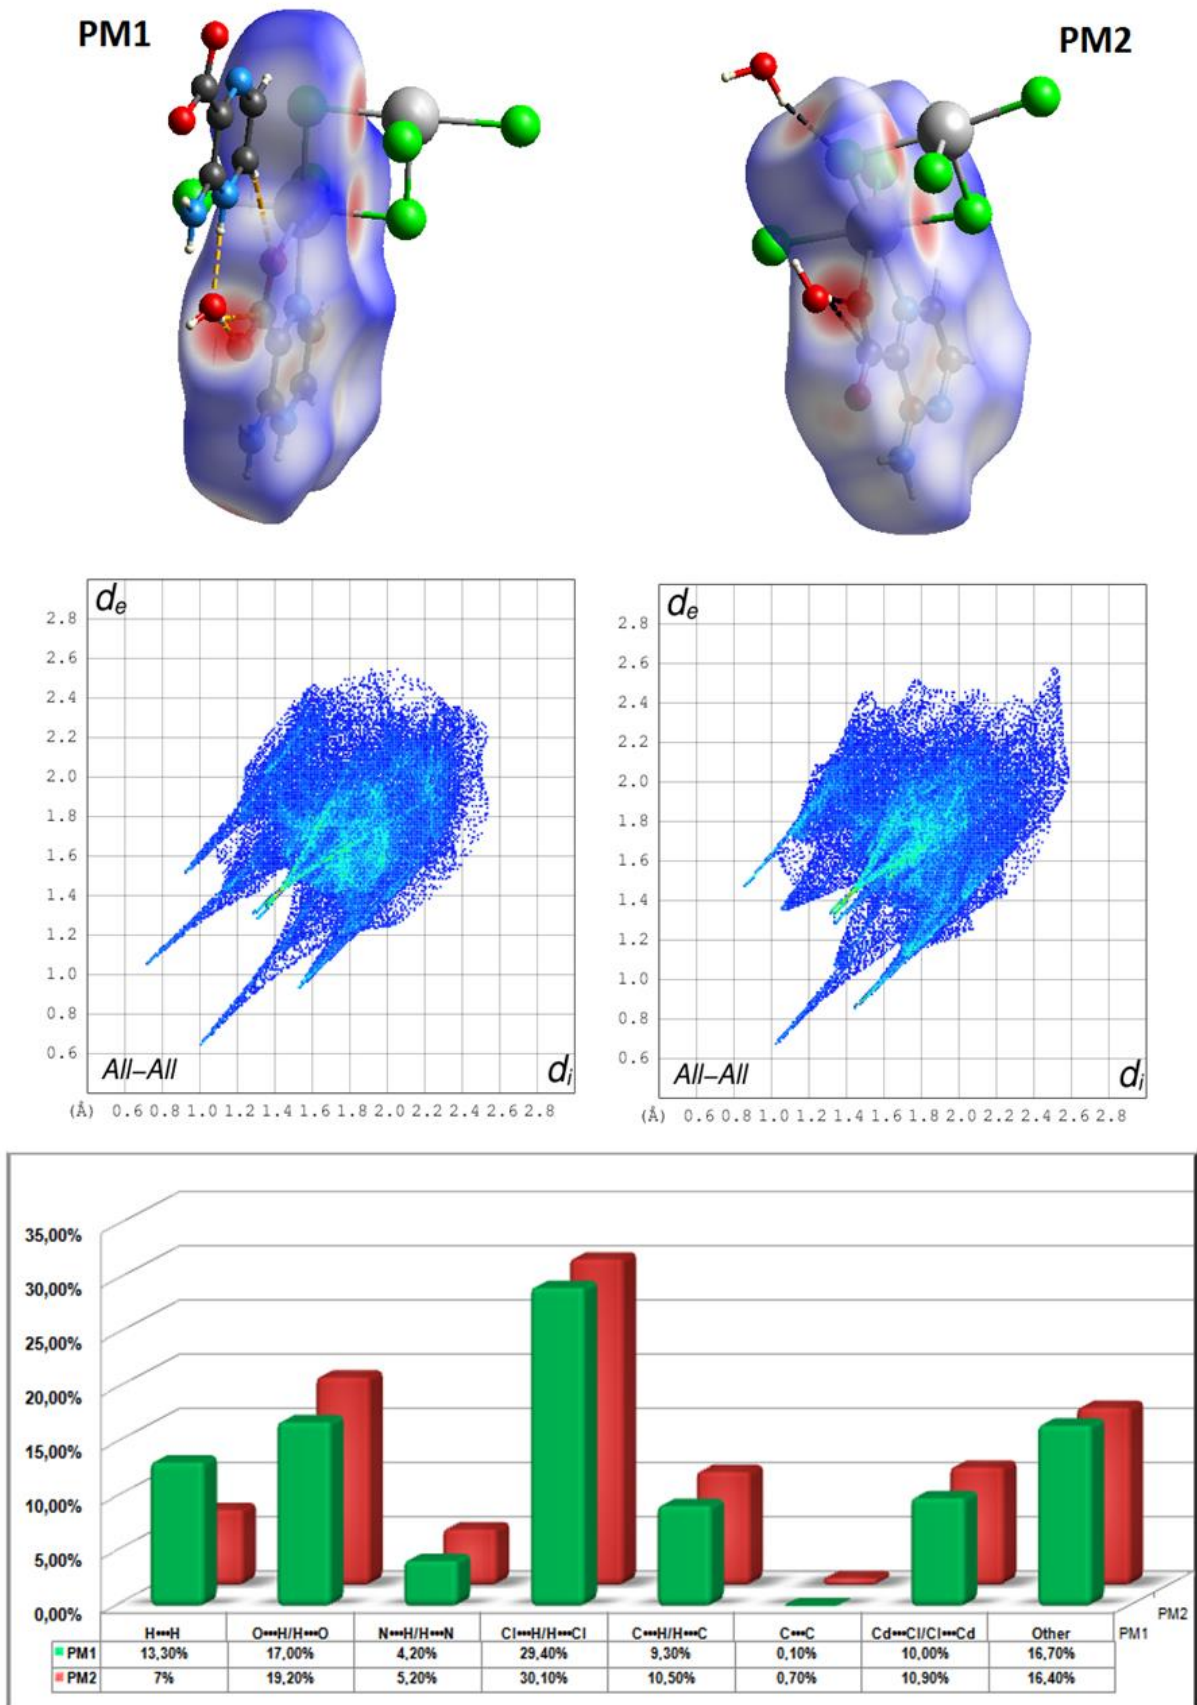 PM1
PM2
de
2.8
2.6
2.4
2.2
2.0
1.8
1.6
1.4
1.2
1.0
0.8
0.6
All–All
di
(Å) 0.6 0.8 1.0 1.2 1.4 1.6 1.8 2.0 2.2 2.4 2.6 2.8
de
2.8
2.6
2.4
2.2
2.0
1.8
1.6
1.4
1.2
1.0
0.8
0.6
All–All
di
(Å) 0.6 0.8 1.0 1.2 1.4 1.6 1.8 2.0 2.2 2.4 2.6 2.8
35,00%
30,00%
25,00%
20,00%
15,00%
10,00%
5,00%
0,00%
PM2
PM1
H•••H O•••H/H•••O N•••H/H•••N Cl•••H/H•••Cl C•••H/H•••C C•••C Cd•••Cl/Cl•••Cd Other
PM1 13,30% 17,00% 4,20% 29,40% 9,30% 0,10% 10,00% 16,70%
PM2 7% 19,20% 5,20% 30,10% 10,50% 0,70% 10,90% 16,40%